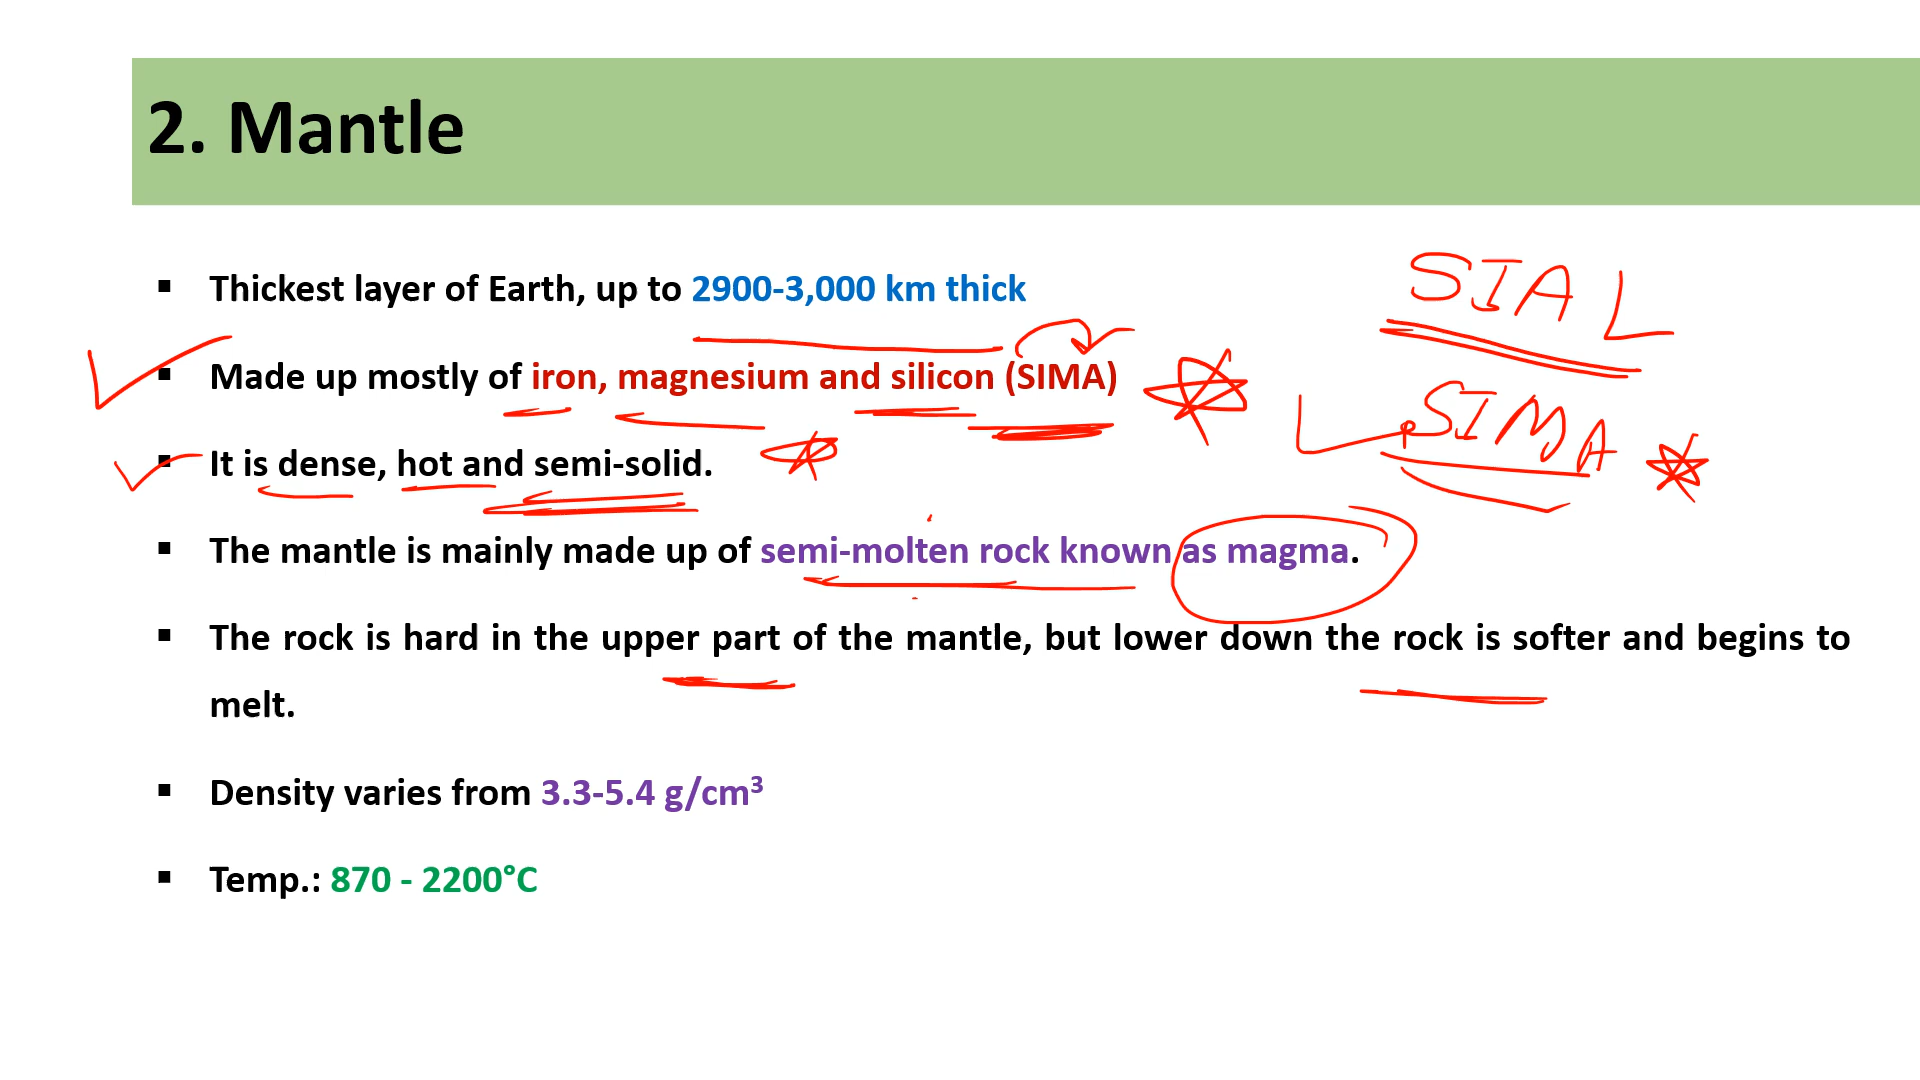 2. Mantle
▪ Thickest layer of Earth, up to 2900-3,000 km thick
▪ Made up mostly of iron, magnesium and silicon (SIMA)
▪ It is dense, hot and semi-solid.
▪ The mantle is mainly made up of semi-molten rock known as magma.
▪ The rock is hard in the upper part of the mantle, but lower down the rock is softer and begins to
melt.
▪ Density varies from 3.3-5.4 g/cm³
▪ Temp.: 870 - 2200°C
SIAL
SIMA